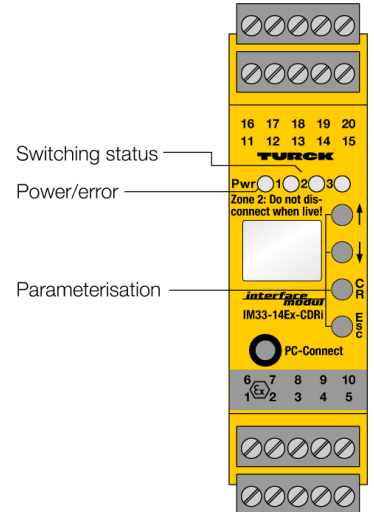 16 17 18 19 20
11 12 13 14 15
TURCK
Switching status
Pwr 1 2 3
Power/error
Zone 2: Do not dis-
connect when live!
Parameterisation
C
R
interface
modul
IM33-14Ex-CDRi
E
s
c
PC-Connect
6 7 8 9 10
Ex
1 2 3 4 5